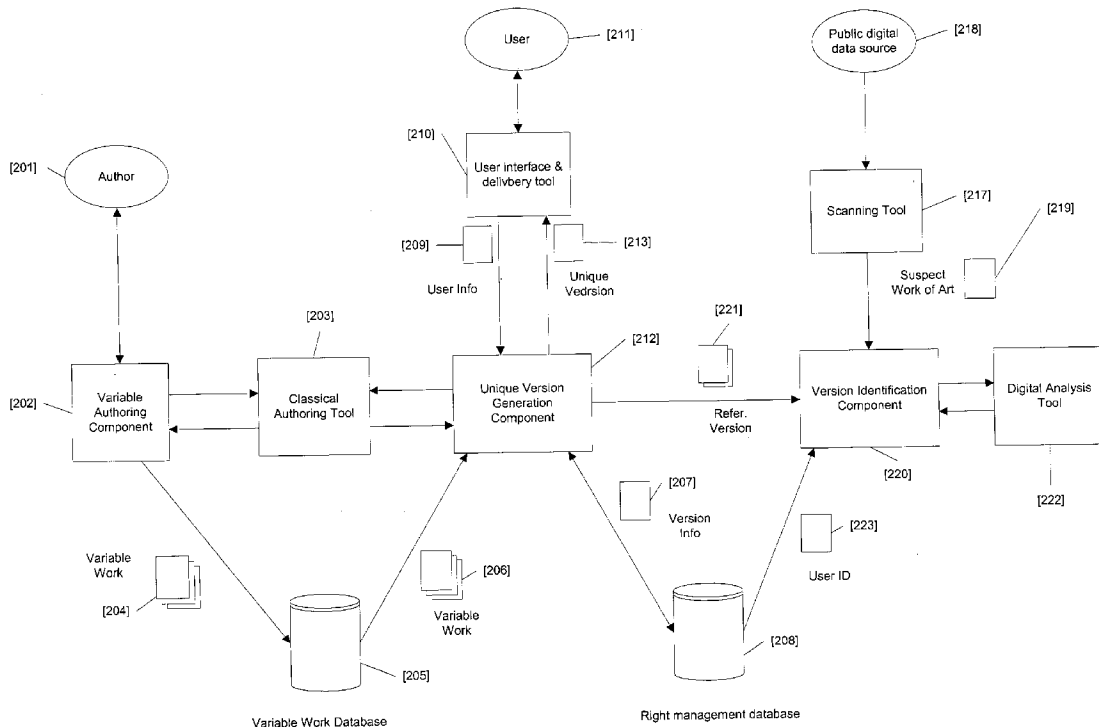 User
[211]
Public digital
data source
[218]
[210]
User interface &
delivbery tool
[201]
Author
Scanning Tool
[217]
[219]
[209]
[213]
User Info
Unique
Vedrsion
Suspect
Work of Art
[203]
[221]
[212]
[202]
Variable
Authoring
Component
Classical
Authoring Tool
Unique Version
Generation
Component
Refer.
Version
Version Identification
Component
Digital Analysis
Tool
[220]
[222]
[207]
Version
Info
[223]
User ID
Variable
Work
[204]
[206]
Variable
Work
[205]
[208]
Variable Work Database
Right management database